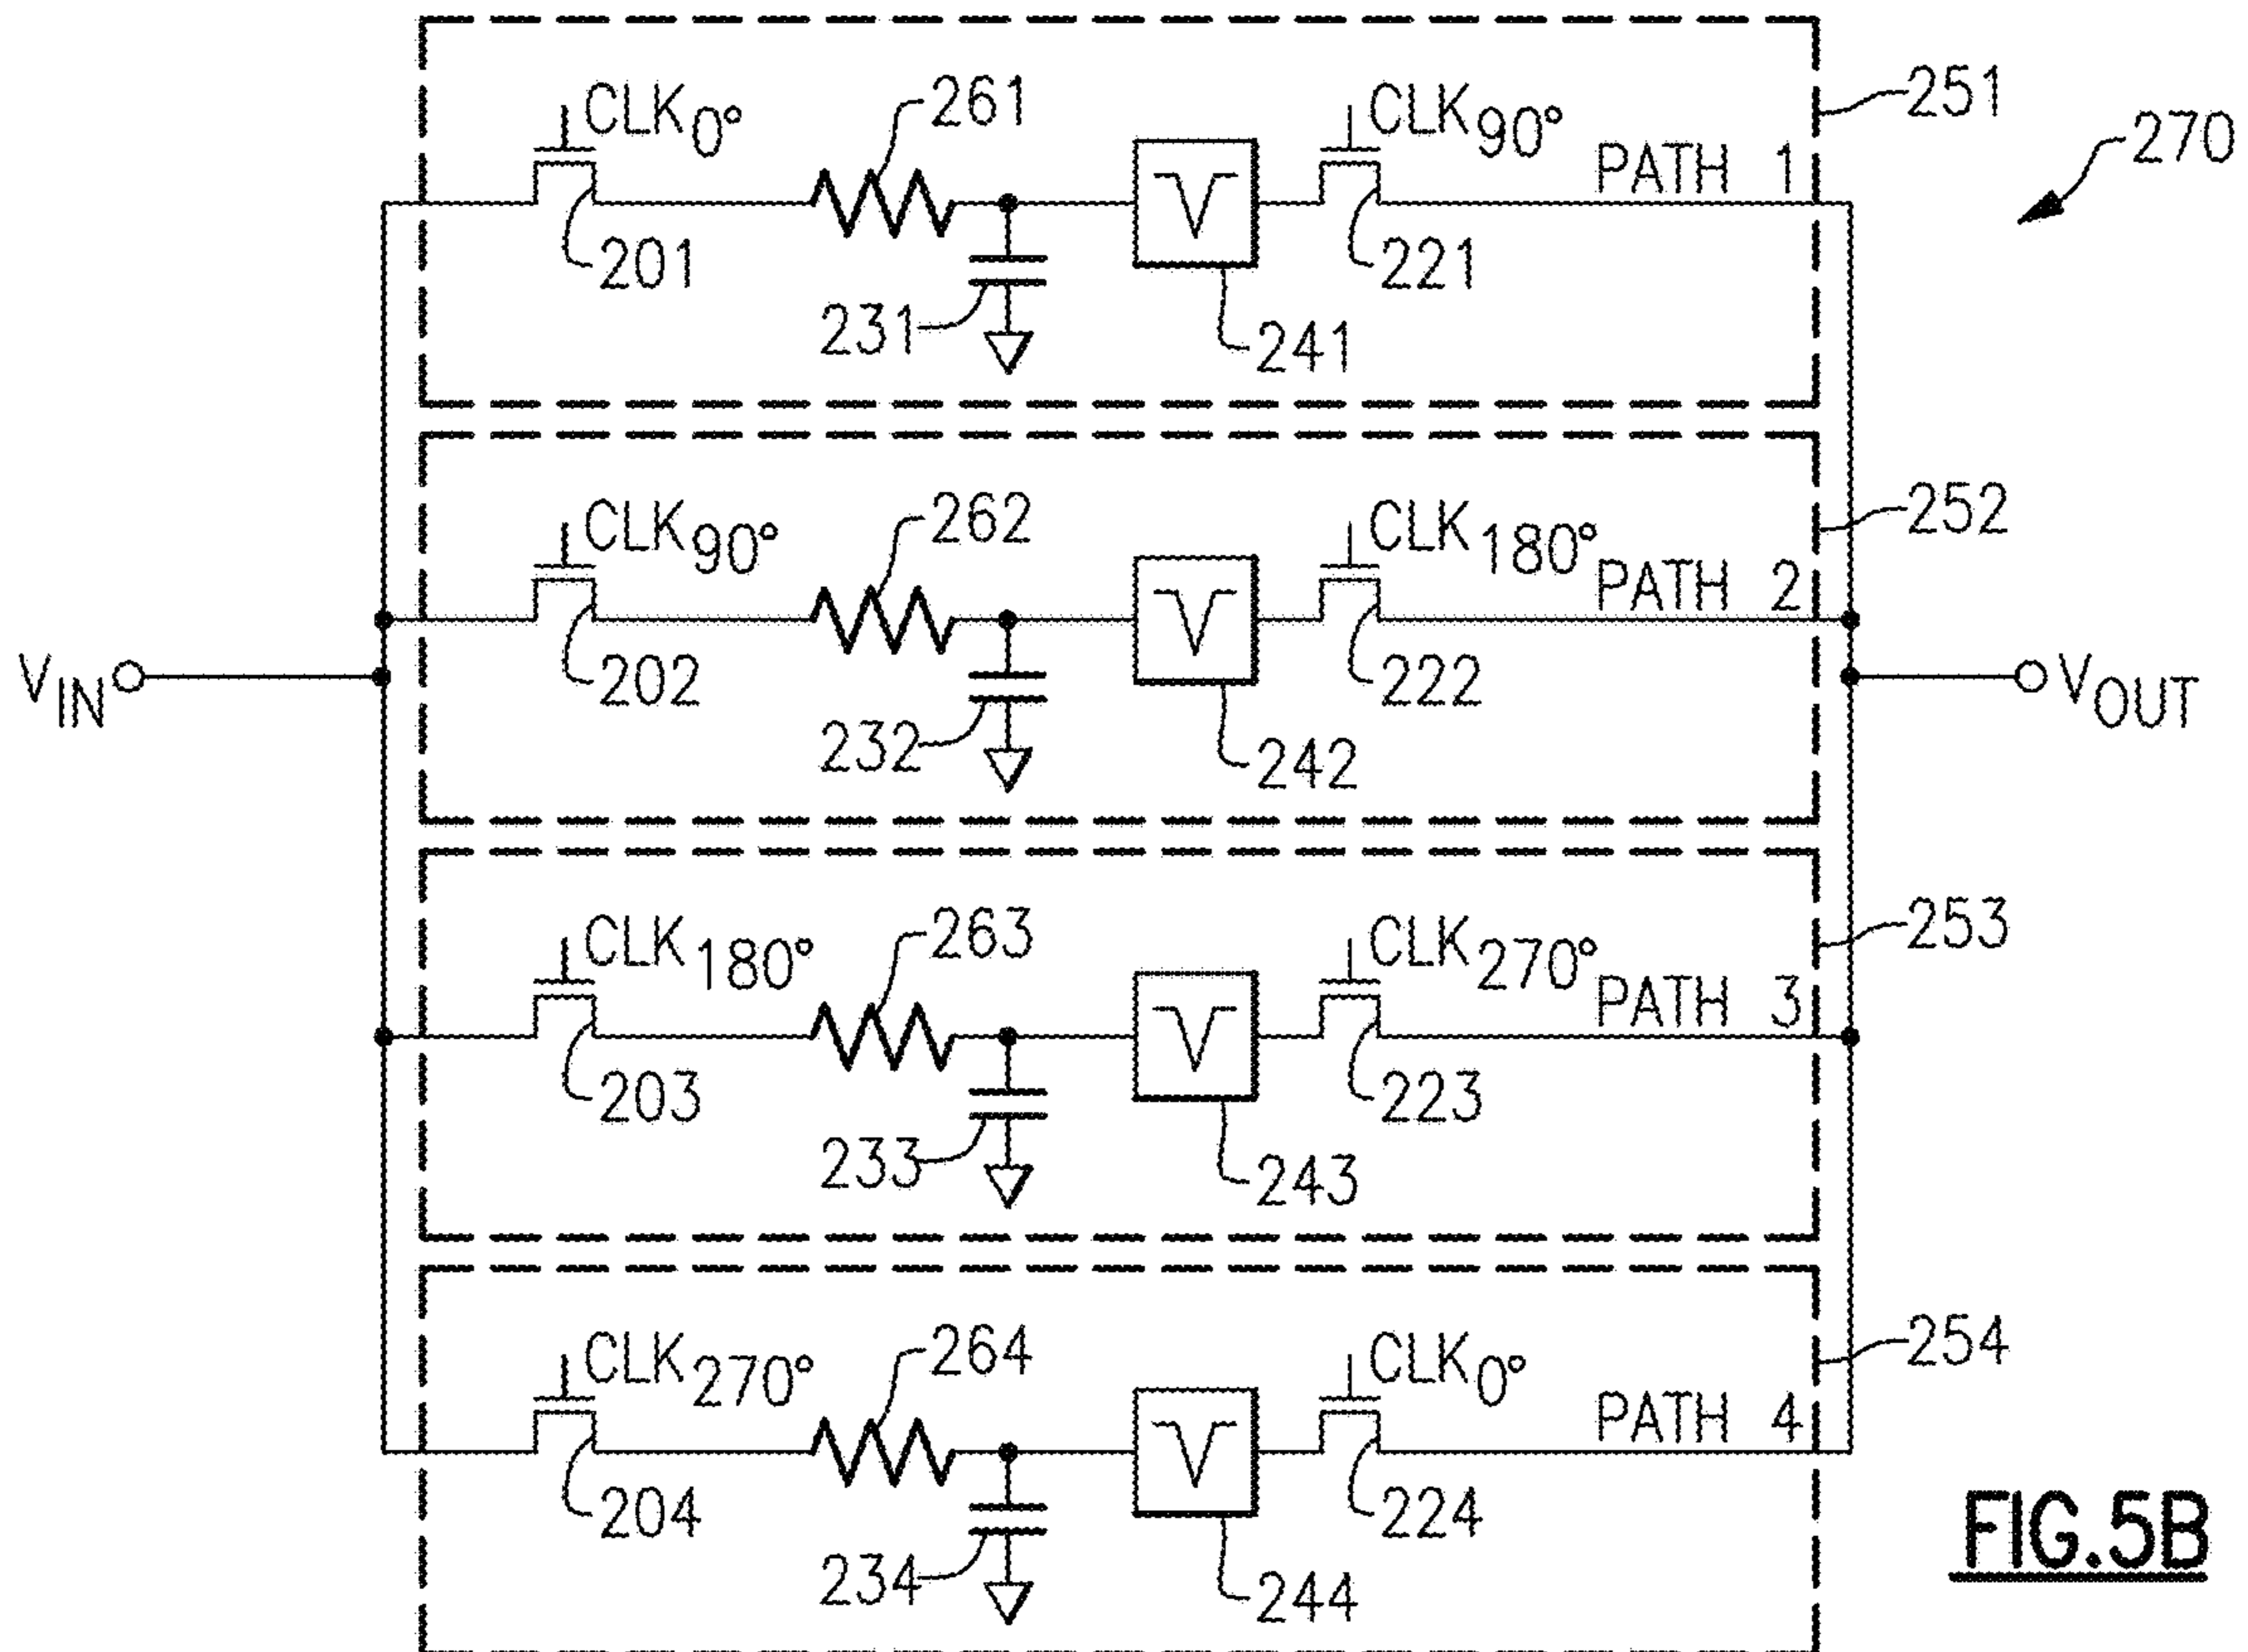 CLK0° 261 CLK90° PATH 1 251
270
201 231 241 221
CLK90° 262 CLK180° PATH 2 252
202 232 242 222
VIN VOUT
CLK180° 263 CLK270° PATH 3 253
203 233 243 223
CLK270° 264 CLK0° PATH 4 254
204 234 244 224
FIG.5B